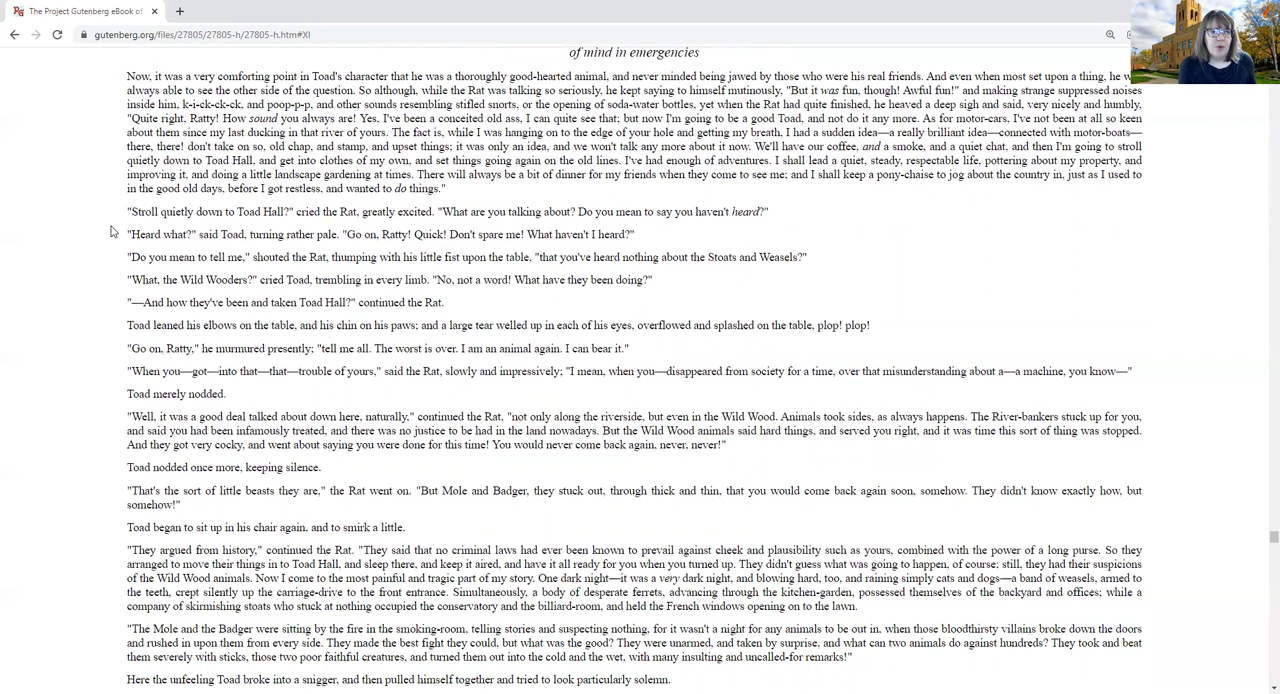 The Project Gutenberg eBook of
gutenberg.org/files/27805/27805-h/27805-h.htm#XI
of mind in emergencies
Now, it was a very comforting point in Toad's character that he was a thoroughly good-hearted animal, and never minded being jawed by those who were his real friends. And even when most set upon a thing, he w
always able to see the other side of the question. So although, while the Rat was talking so seriously, he kept saying to himself mutinously, "But it was fun, though! Awful fun!" and making strange suppressed noises
inside him, k-i-ck-ck-ck, and poop-p-p, and other sounds resembling stifled snorts, or the opening of soda-water bottles, yet when the Rat had quite finished, he heaved a deep sigh and said, very nicely and humbly,
"Quite right, Ratty! How sound you always are! Yes, I've been a conceited old ass, I can quite see that; but now I'm going to be a good Toad, and not do it any more. As for motor-cars, I've not been at all so keen
about them since my last ducking in that river of yours. The fact is, while I was hanging on to the edge of your hole and getting my breath, I had a sudden idea—a really brilliant idea—connected with motor-boats—
there, there! don't take on so, old chap, and stamp, and upset things; it was only an idea, and we won't talk any more about it now. We'll have our coffee, and a smoke, and a quiet chat, and then I'm going to stroll
quietly down to Toad Hall, and get into clothes of my own, and set things going again on the old lines. I've had enough of adventures. I shall lead a quiet, steady, respectable life, pottering about my property, and
improving it, and doing a little landscape gardening at times. There will always be a bit of dinner for my friends when they come to see me; and I shall keep a pony-chaise to jog about the country in, just as I used to
in the good old days, before I got restless, and wanted to do things."
"Stroll quietly down to Toad Hall?" cried the Rat, greatly excited. "What are you talking about? Do you mean to say you haven't heard?"
"Heard what?" said Toad, turning rather pale. "Go on, Ratty! Quick! Don't spare me! What haven't I heard?"
"Do you mean to tell me," shouted the Rat, thumping with his little fist upon the table, "that you've heard nothing about the Stoats and Weasels?"
"What, the Wild Wooders?" cried Toad, trembling in every limb. "No, not a word! What have they been doing?"
"—And how they've been and taken Toad Hall?" continued the Rat.
Toad leaned his elbows on the table, and his chin on his paws; and a large tear welled up in each of his eyes, overflowed and splashed on the table, plop! plop!
"Go on, Ratty," he murmured presently; "tell me all. The worst is over. I am an animal again. I can bear it."
"When you—got—into that—that—trouble of yours," said the Rat, slowly and impressively; "I mean, when you—disappeared from society for a time, over that misunderstanding about a—a machine, you know—"
Toad merely nodded.
"Well, it was a good deal talked about down here, naturally," continued the Rat, "not only along the riverside, but even in the Wild Wood. Animals took sides, as always happens. The River-bankers stuck up for you,
and said you had been infamously treated, and there was no justice to be had in the land nowadays. But the Wild Wood animals said hard things, and served you right, and it was time this sort of thing was stopped.
And they got very cocky, and went about saying you were done for this time! You would never come back again, never, never!"
Toad nodded once more, keeping silence.
"That's the sort of little beasts they are," the Rat went on. "But Mole and Badger, they stuck out, through thick and thin, that you would come back again soon, somehow. They didn't know exactly how, but
somehow!"
Toad began to sit up in his chair again, and to smirk a little.
"They argued from history," continued the Rat. "They said that no criminal laws had ever been known to prevail against cheek and plausibility such as yours, combined with the power of a long purse. So they
arranged to move their things in to Toad Hall, and sleep there, and keep it aired, and have it all ready for you when you turned up. They didn't guess what was going to happen, of course; still, they had their suspicions
of the Wild Wood animals. Now I come to the most painful and tragic part of my story. One dark night—it was a very dark night, and blowing hard, too, and raining simply cats and dogs—a band of weasels, armed to
the teeth, crept silently up the carriage-drive to the front entrance. Simultaneously, a body of desperate ferrets, advancing through the kitchen-garden, possessed themselves of the backyard and offices; while a
company of skirmishing stoats who stuck at nothing occupied the conservatory and the billiard-room, and held the French windows opening on to the lawn.
"The Mole and the Badger were sitting by the fire in the smoking-room, telling stories and suspecting nothing, for it wasn't a night for any animals to be out in, when those bloodthirsty villains broke down the doors
and rushed in upon them from every side. They made the best fight they could, but what was the good? They were unarmed, and taken by surprise, and what can two animals do against hundreds? They took and beat
them severely with sticks, those two poor faithful creatures, and turned them out into the cold and the wet, with many insulting and uncalled-for remarks!"
Here the unfeeling Toad broke into a snigger, and then pulled himself together and tried to look particularly solemn.